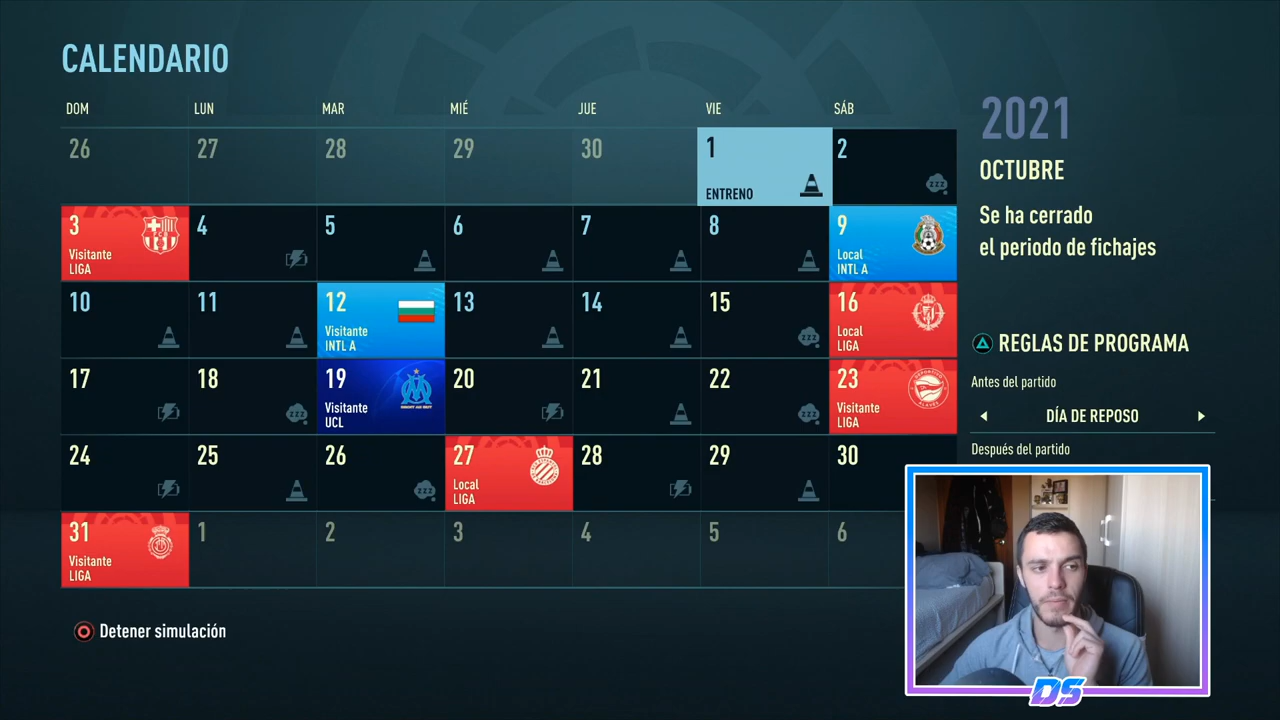 CALENDARIO
DOM LUN MAR MIÉ JUE VIE SÁB
26 27 28 29 30 1 2
ENTRENO
3 4 5 6 7 8 9
Visitante Local
LIGA INTL A
10 11 12 13 14 15 16
Visitante Local
INTL A LIGA
17 18 19 20 21 22 23
Visitante Visitante
UCL LIGA
24 25 26 27 28 29 30
Local
LIGA
31 1 2 3 4 5 6
Visitante
LIGA
Detener simulación
2021
OCTUBRE
Se ha cerrado
el periodo de fichajes
REGLAS DE PROGRAMA
Antes del partido
DÍA DE REPOSO
Después del partido
DS